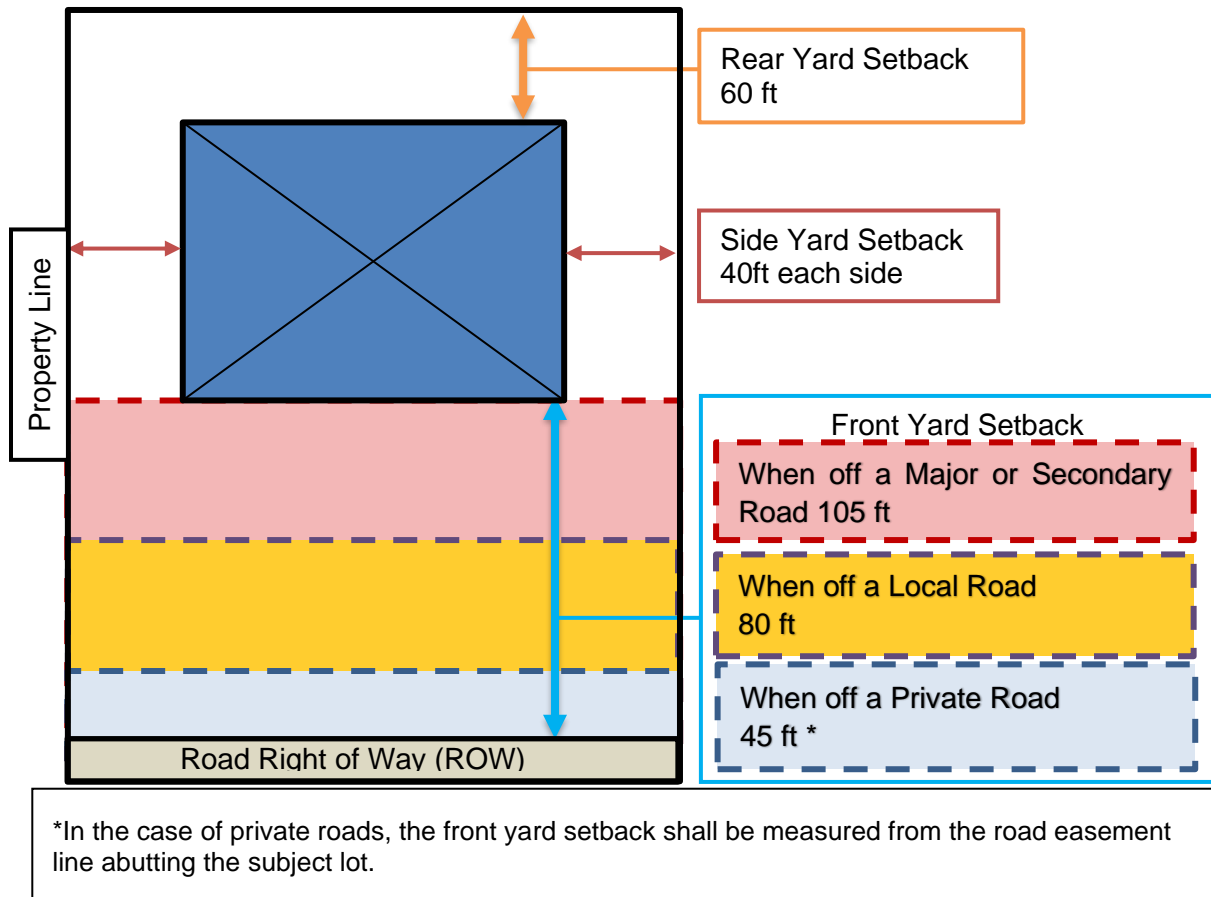 Rear Yard Setback
60 ft
Property Line
Side Yard Setback
40ft each side
Front Yard Setback
When off a Major or Secondary
Road 105 ft
When off a Local Road
80 ft
When off a Private Road
45 ft *
Road Right of Way (ROW)
*In the case of private roads, the front yard setback shall be measured from the road easement
line abutting the subject lot.